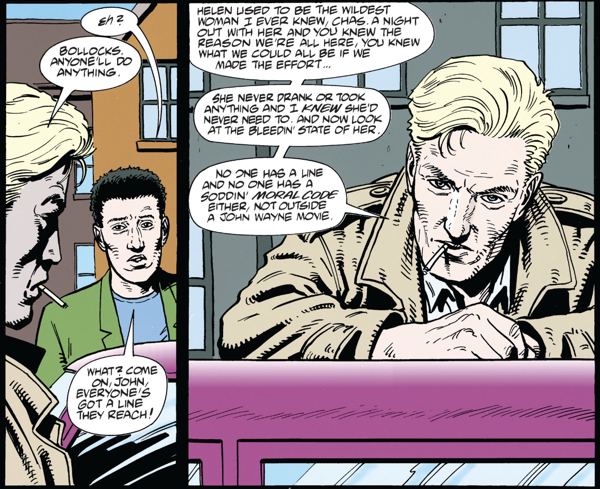 EH?
BOLLOCKS.
ANYONE'LL DO
ANYTHING.
WHAT? COME
ON, JOHN,
EVERYONE'S
GOT A LINE
THEY REACH!
HELEN USED TO BE THE WILDEST
WOMAN I EVER KNEW, CHAS. A NIGHT
OUT WITH HER AND YOU KNEW THE
REASON WE'RE ALL HERE, YOU KNEW
WHAT WE COULD ALL BE IF WE
MADE THE EFFORT...
SHE NEVER DRANK OR TOOK
ANYTHING AND I KNEW SHE'D
NEVER NEED TO. AND NOW LOOK
AT THE BLEEDIN' STATE OF HER.
NO ONE HAS A LINE
AND NO ONE HAS A
SODDIN' MORAL CODE
EITHER, NOT OUTSIDE
A JOHN WAYNE MOVIE.